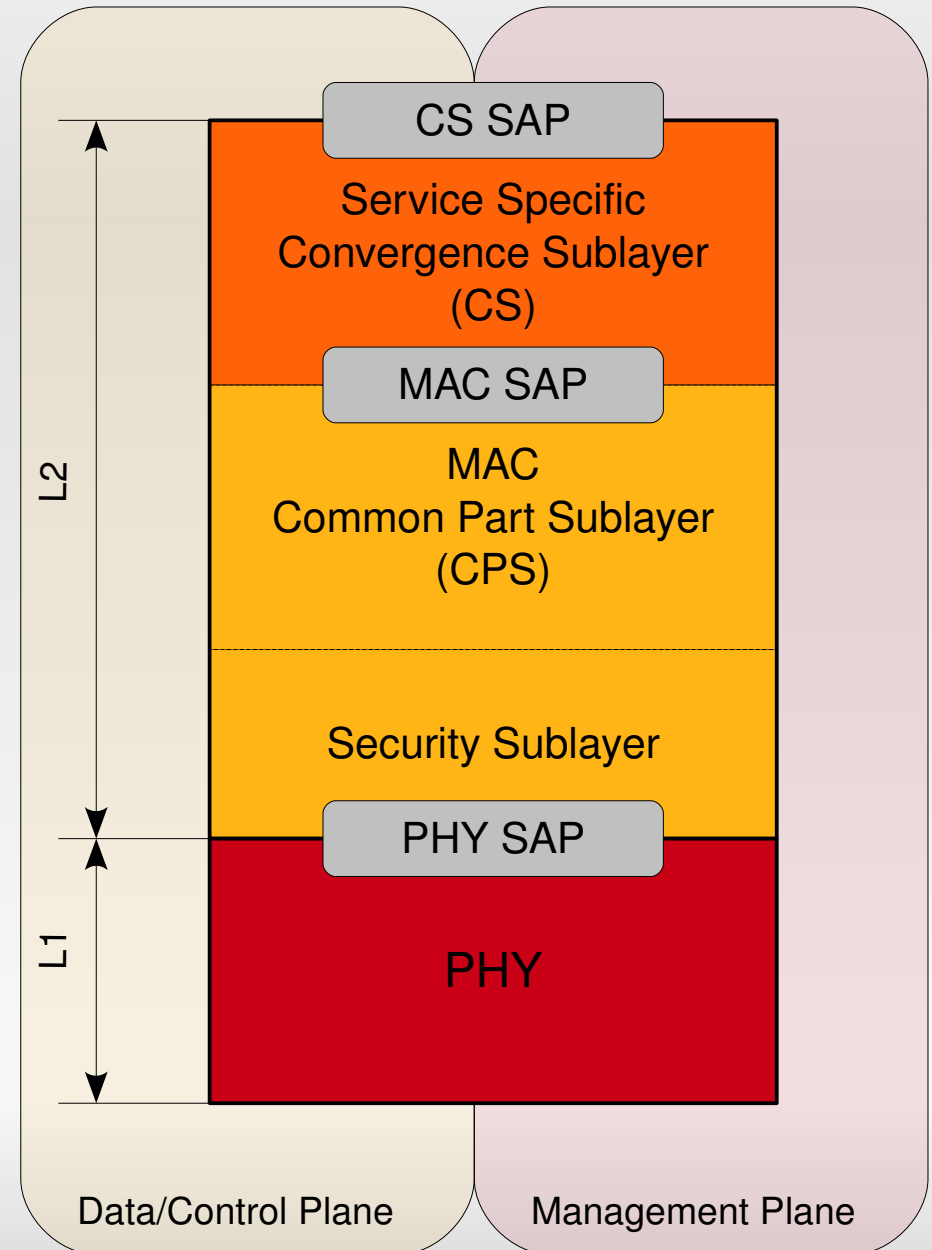 CS SAP
Service Specific
Convergence Sublayer
(CS)
MAC SAP
L2
MAC
Common Part Sublayer
(CPS)
Security Sublayer
PHY SAP
L1
PHY
Data/Control Plane
Management Plane